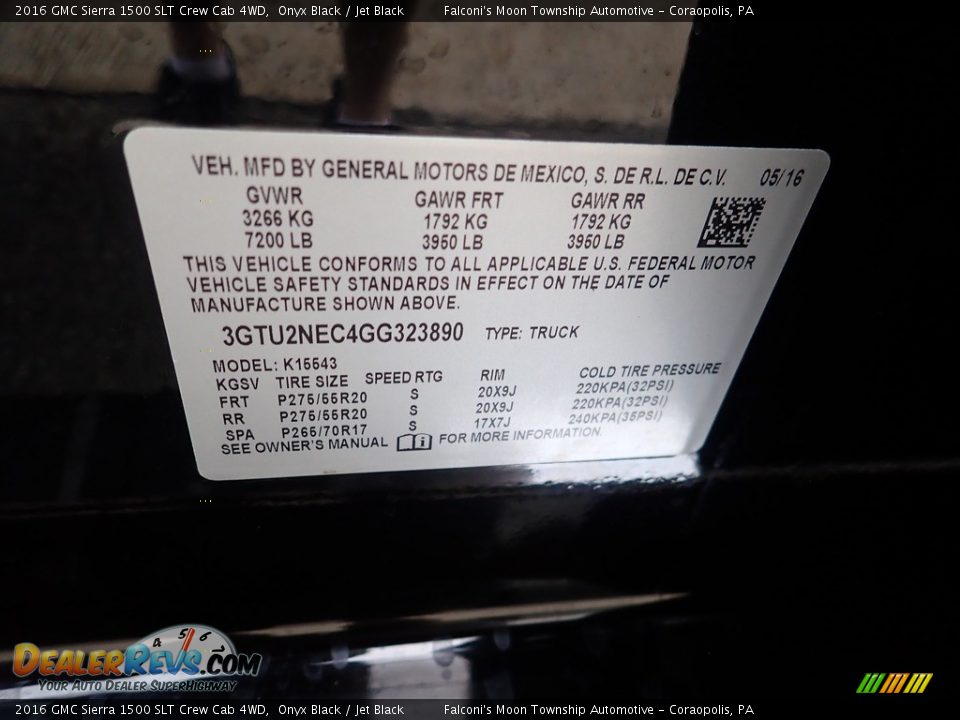 2016 GMC Sierra 1500 SLT Crew Cab 4WD, Onyx Black / Jet Black Falconi's Moon Township Automotive - Coraopolis, PA
VEH. MFD BY GENERAL MOTORS DE MEXICO, S. DE R.L. DE C.V. 05/16
GVWR GAWR FRT GAWR RR
3266 KG 1792 KG 1792 KG
7200 LB 3950 LB 3950 LB
THIS VEHICLE CONFORMS TO ALL APPLICABLE U.S. FEDERAL MOTOR
VEHICLE SAFETY STANDARDS IN EFFECT ON THE DATE OF
MANUFACTURE SHOWN ABOVE.
3GTU2NEC4GG323890 TYPE: TRUCK
MODEL: K15543
KGSV TIRE SIZE SPEED RTG RIM COLD TIRE PRESSURE
FRT P275/55R20 S 20X9J 220KPA(32PSI)
RR P275/55R20 S 20X9J 220KPA(32PSI)
SPA P265/70R17 S 17X7J 240KPA(35PSI)
SEE OWNER'S MANUAL FOR MORE INFORMATION.
4 5 6
DEALERREVS.COM
YOUR AUTO DEALER SUPERHIGHWAY
2016 GMC Sierra 1500 SLT Crew Cab 4WD, Onyx Black / Jet Black Falconi's Moon Township Automotive - Coraopolis, PA